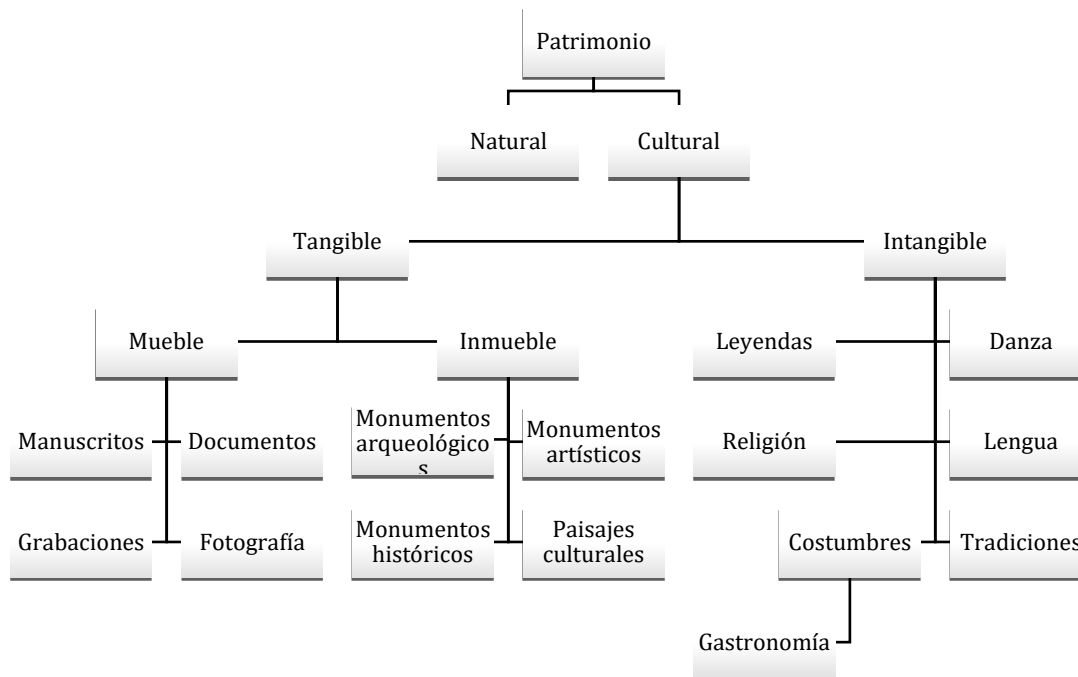 Patrimonio
Natural
Cultural
Tangible
Intangible
Mueble
Inmueble
Leyendas
Danza
Manuscritos
Documentos
Monumentos
arqueológico
s
Monumentos
artísticos
Religión
Lengua
Grabaciones
Fotografía
Monumentos
históricos
Paisajes
culturales
Costumbres
Tradiciones
Gastronomía